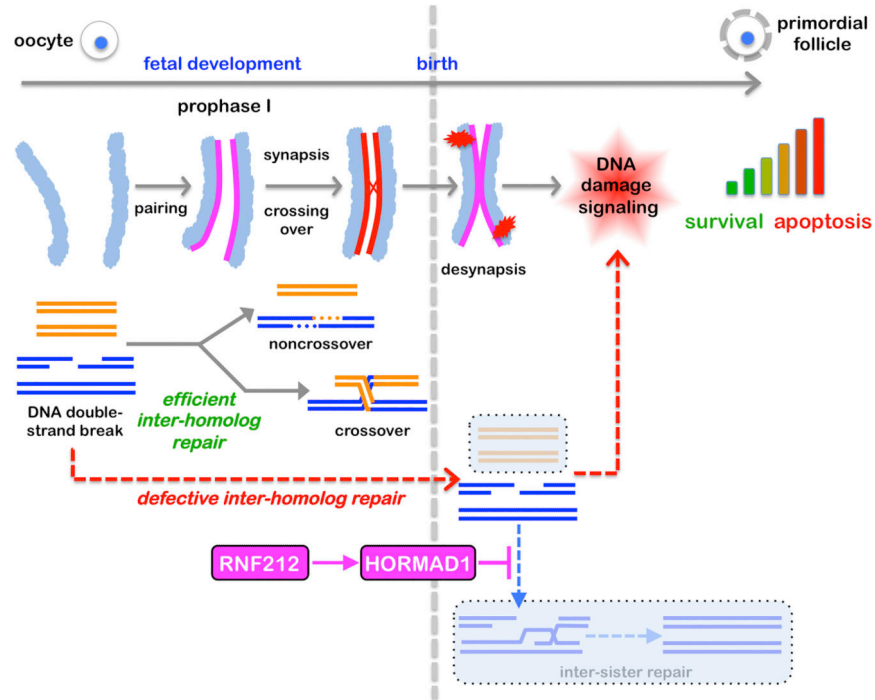 oocyte
primordial
follicle
fetal development
birth
prophase I
pairing
synapsis
crossing
over
desynapsis
DNA
damage
signaling
survival apoptosis
noncrossover
efficient
inter-homolog
repair
crossover
DNA double-
strand break
defective inter-homolog repair
RNF212
HORMAD1
inter-sister repair